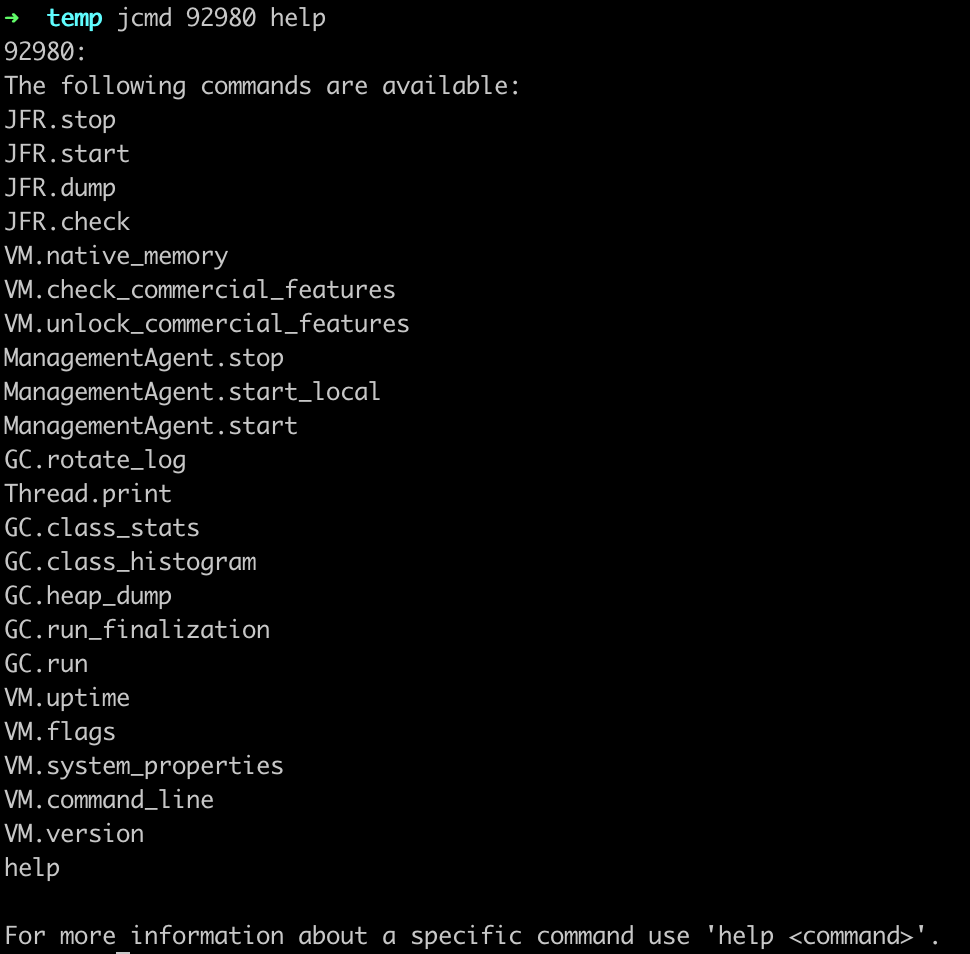 ➜  temp jcmd 92980 help
92980:
The following commands are available:
JFR.stop
JFR.start
JFR.dump
JFR.check
VM.native_memory
VM.check_commercial_features
VM.unlock_commercial_features
ManagementAgent.stop
ManagementAgent.start_local
ManagementAgent.start
GC.rotate_log
Thread.print
GC.class_stats
GC.class_histogram
GC.heap_dump
GC.run_finalization
GC.run
VM.uptime
VM.flags
VM.system_properties
VM.command_line
VM.version
help

For more information about a specific command use 'help <command>'.